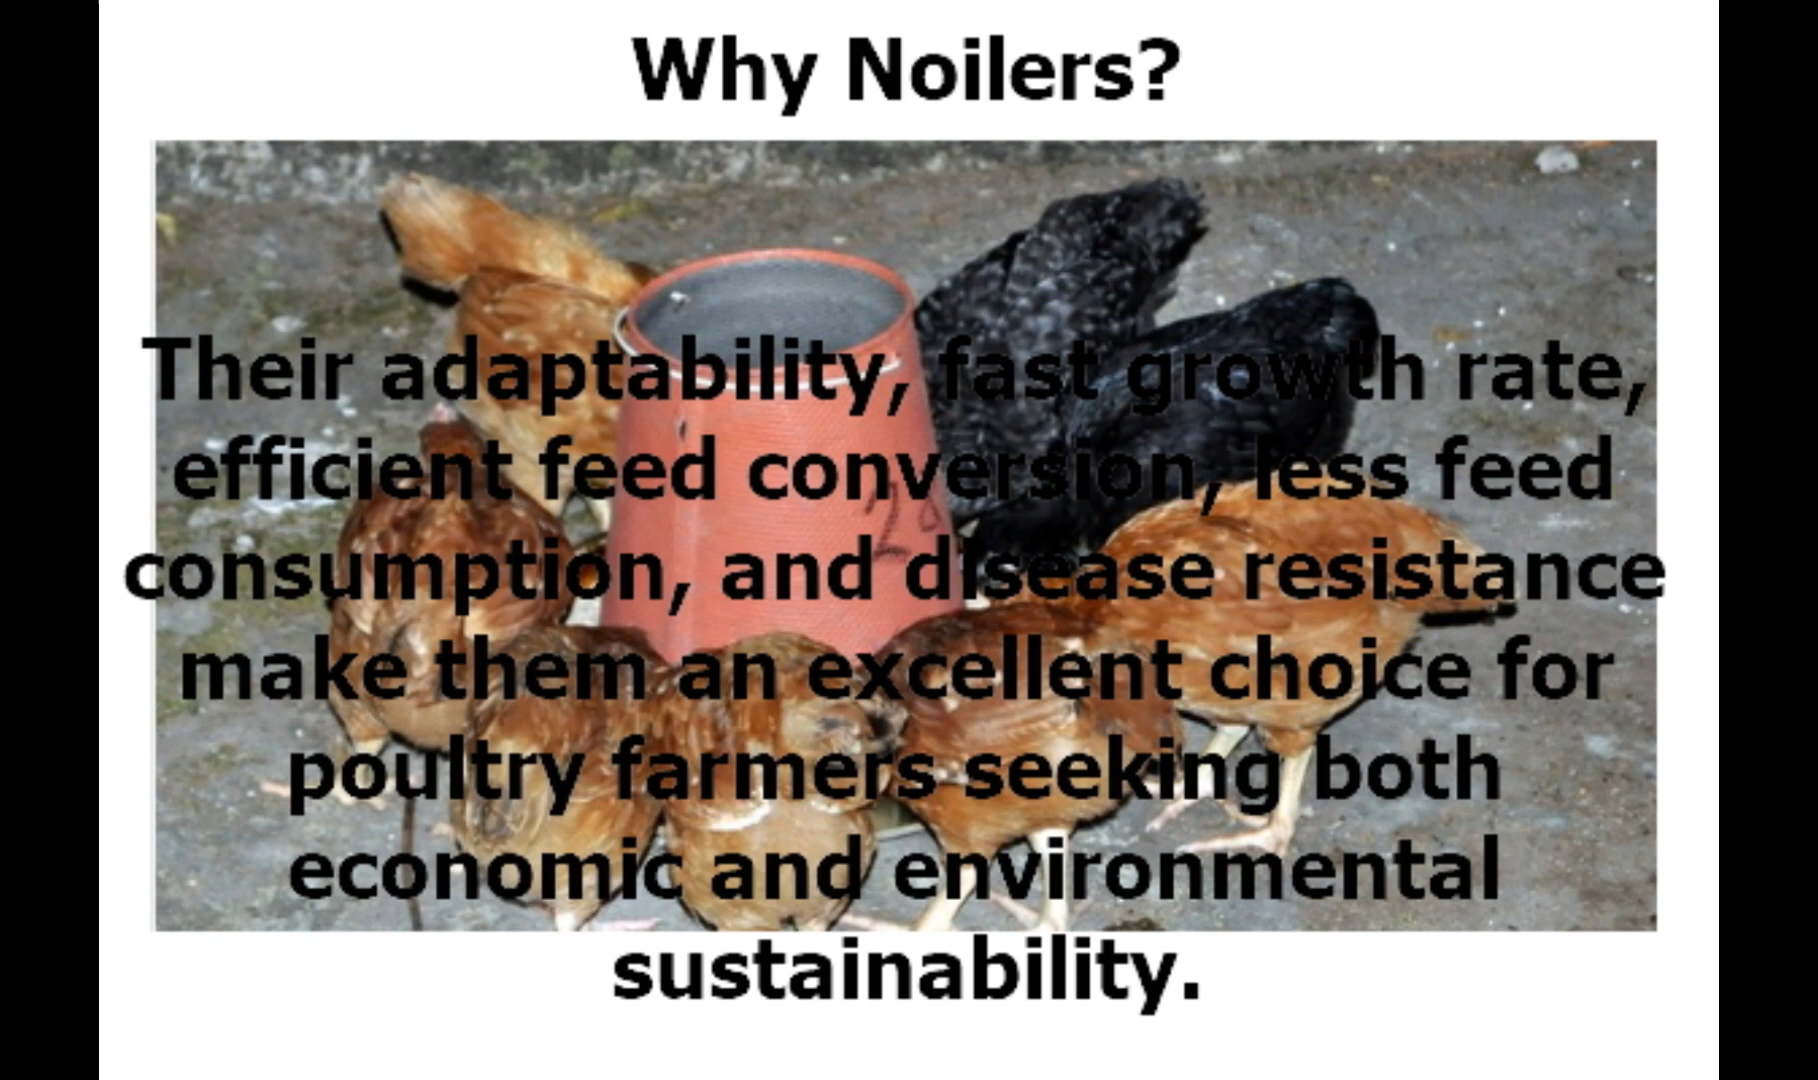 Why Noilers?
Their adaptability, fast growth rate,
efficient feed conversion, less feed
consumption, and disease resistance
make them an excellent choice for
poultry farmers seeking both
economic and environmental
sustainability.